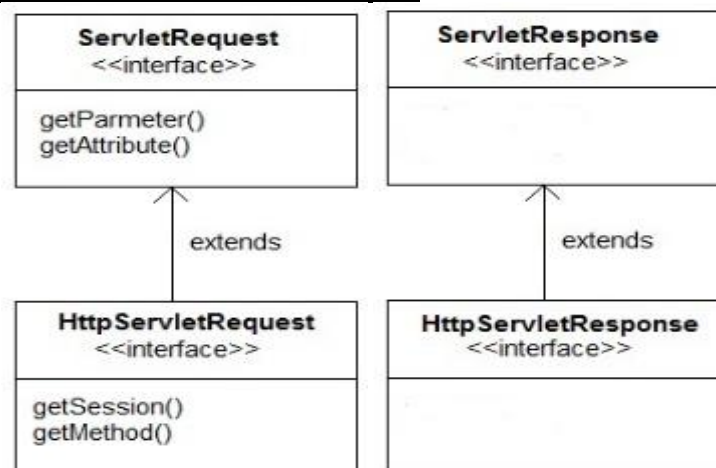 ServletRequest
<<interface>>
getParmeter()
getAttribute()
ServletResponse
<<interface>>
extends
extends
HttpServletRequest
<<interface>>
getSession()
getMethod()
HttpServletResponse
<<interface>>